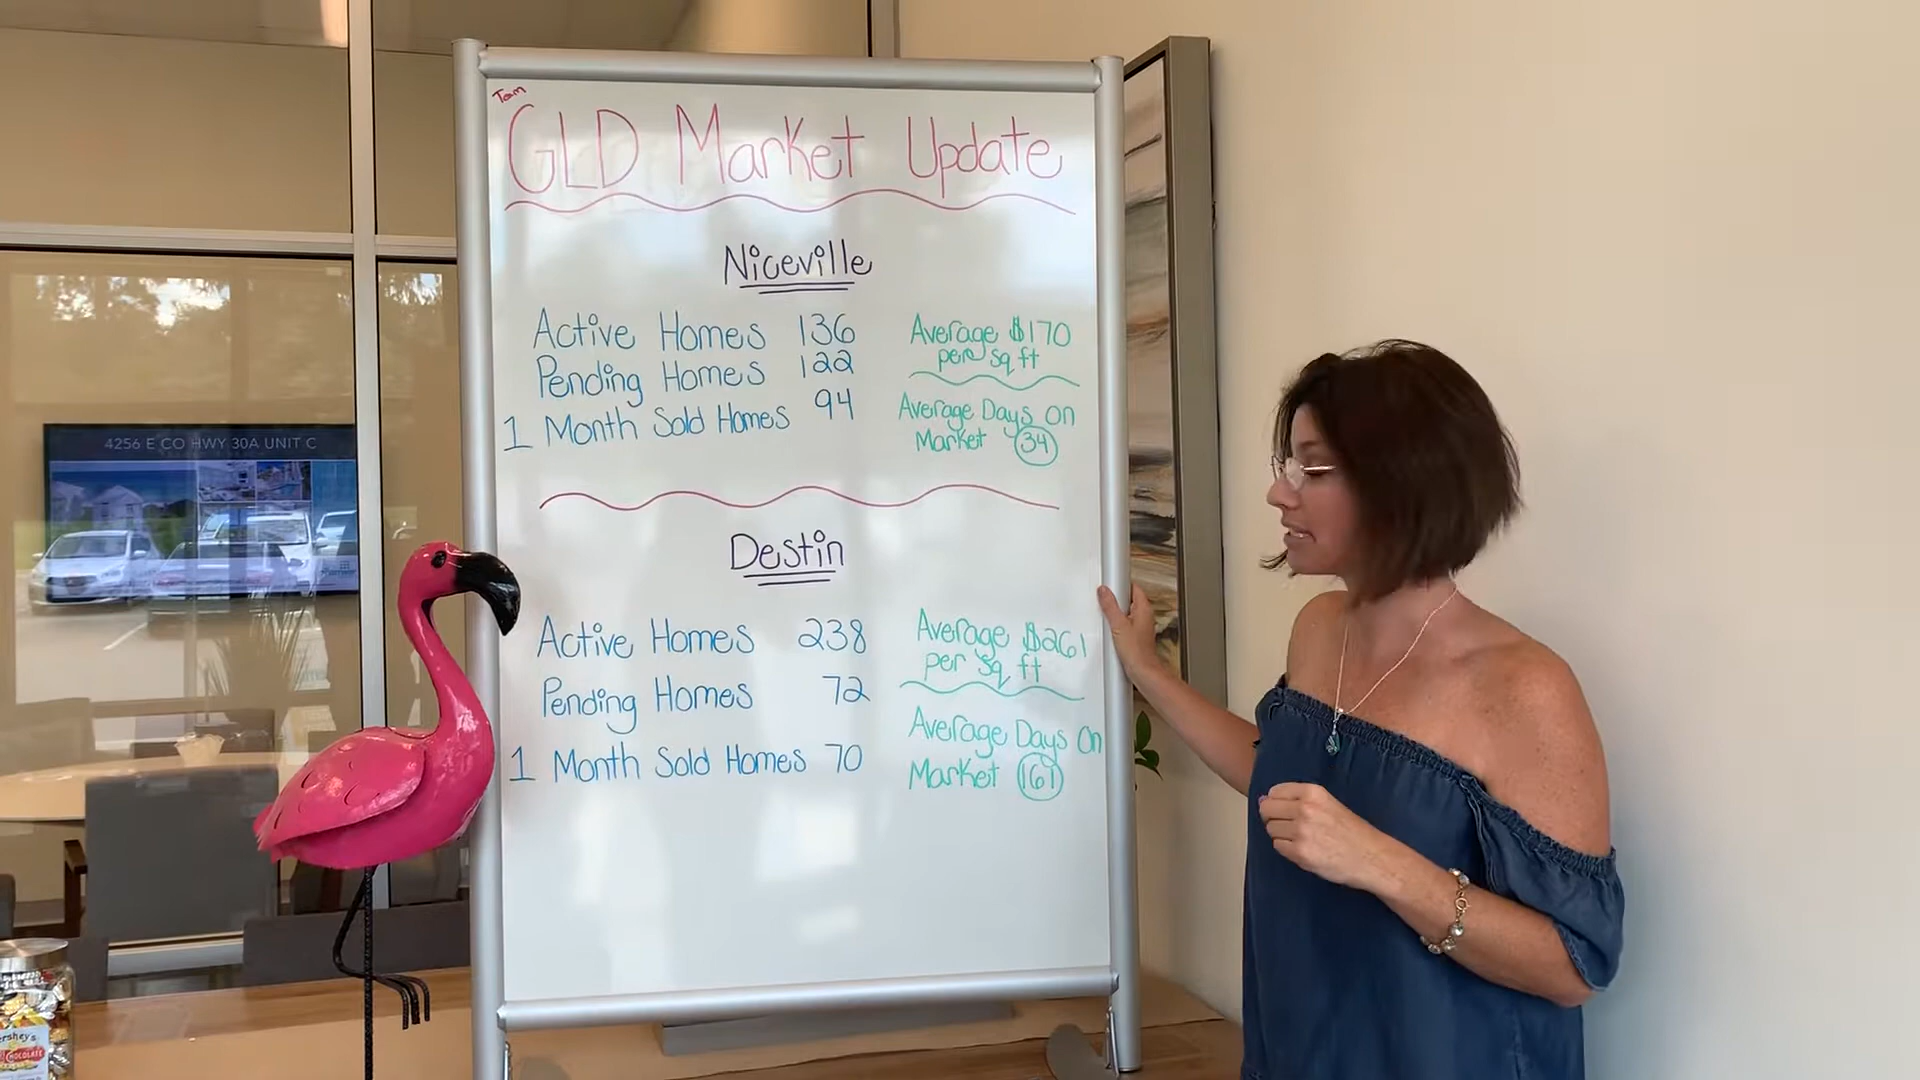 Team
GLD Market Update
Niceville
Active Homes 136
Pending Homes 122
1 Month Sold Homes 94
Average $170
per sq ft
Average Days on
Market 34
Destin
Active Homes 238
Pending Homes 72
1 Month Sold Homes 70
Average $261
per sq ft
Average Days on
Market 161
4256 E CO HWY 30A UNIT C